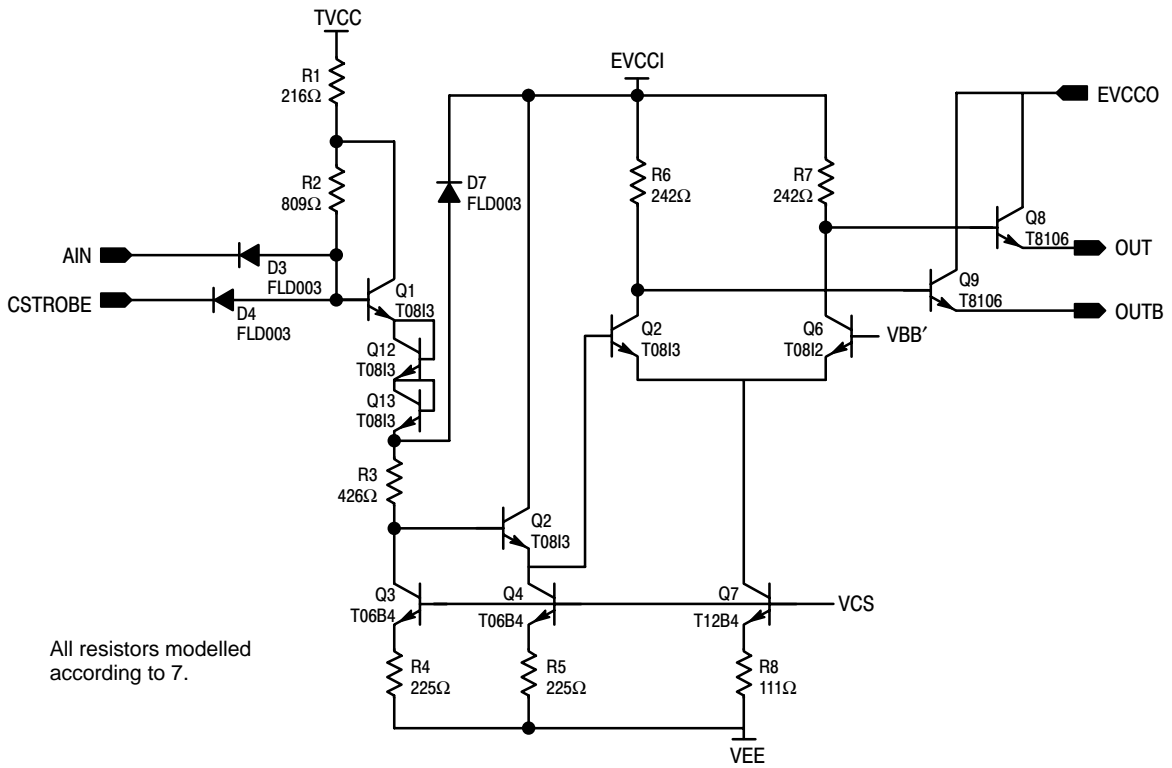 TVCC
R1
216Ω
R2
809Ω
EVCCI
EVCCO
D7
FLD003
R6
242Ω
R7
242Ω
Q8
T8106
OUT
AIN
D3
FLD003
CSTROBE
D4
FLD003
Q1
T08I3
Q9
T8106
OUTB
Q12
T08I3
Q2
T08I3
Q6
T08I2
VBB′
Q13
T08I3
R3
426Ω
Q2
T08I3
Q3
T06B4
Q4
T06B4
Q7
T12B4
VCS
All resistors modelled
according to 7.
R4
225Ω
R5
225Ω
R8
111Ω
VEE